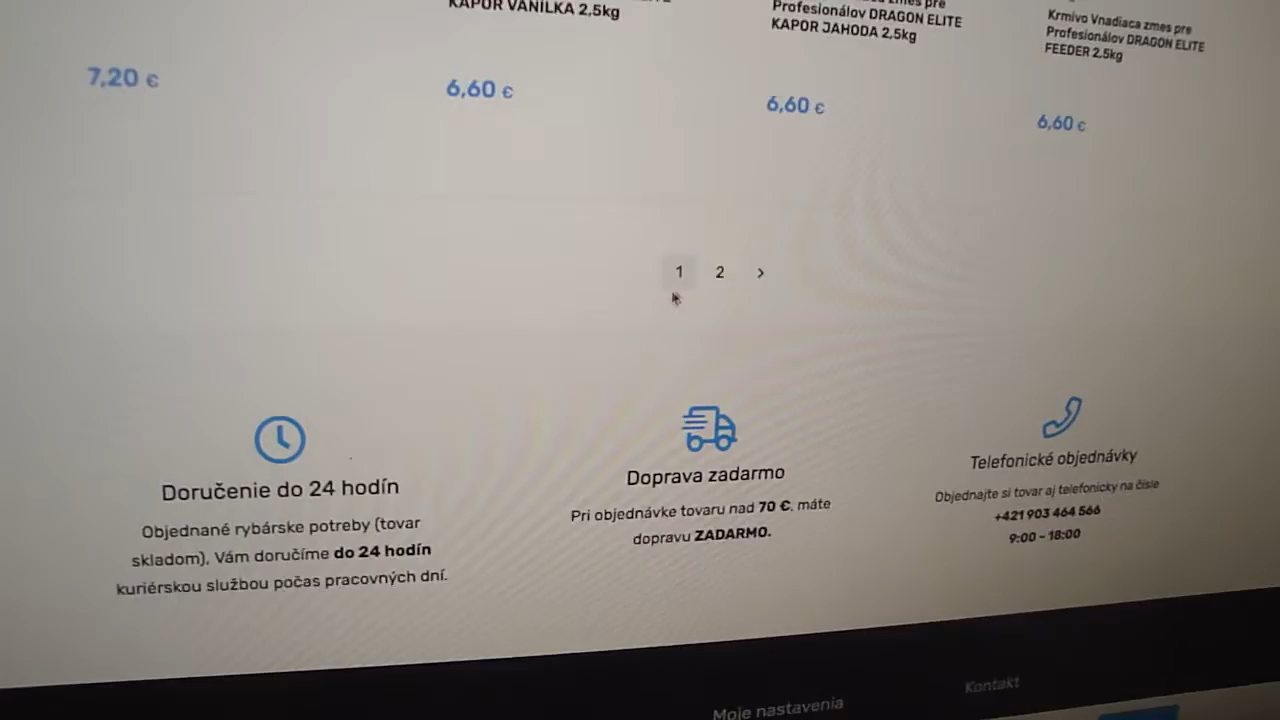 KAPOR VANILKA 2,5kg
7,20 €
6,60 €
zmes pre
Profesionálov DRAGON ELITE
KAPOR JAHODA 2,5kg
6,60 €
Krmivo Vnadiaca zmes pre
Profesionálov DRAGON ELITE
FEEDER 2,5kg
6,60 €
1 2 >
Doručenie do 24 hodín
Objednané rybárske potreby (tovar
skladom), Vám doručíme do 24 hodín
kuriérskou službou počas pracovných dní.
Doprava zadarmo
Pri objednávke tovaru nad 70 €, máte
dopravu ZADARMO.
Telefonické objednávky
Objednajte si tovar aj telefonicky na čísle
+421 903 464 566
9:00 - 18:00
Moje nastavenia
Kontakt